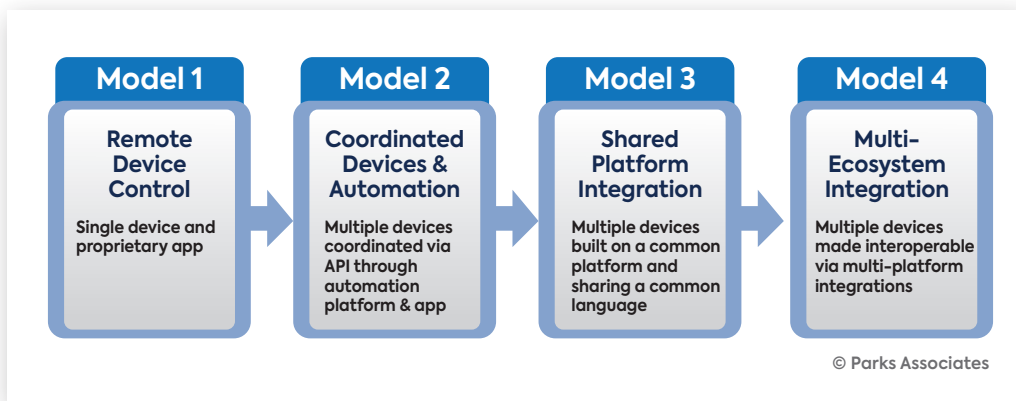 Model 1
Remote
Device
Control
Single device and
proprietary app
Model 2
Coordinated
Devices &
Automation
Multiple devices
coordinated via
API through
automation
platform & app
Model 3
Shared
Platform
Integration
Multiple devices
built on a common
platform and
sharing a common
language
Model 4
Multi-
Ecosystem
Integration
Multiple devices
made interoperable
via multi-platform
integrations
© Parks Associates